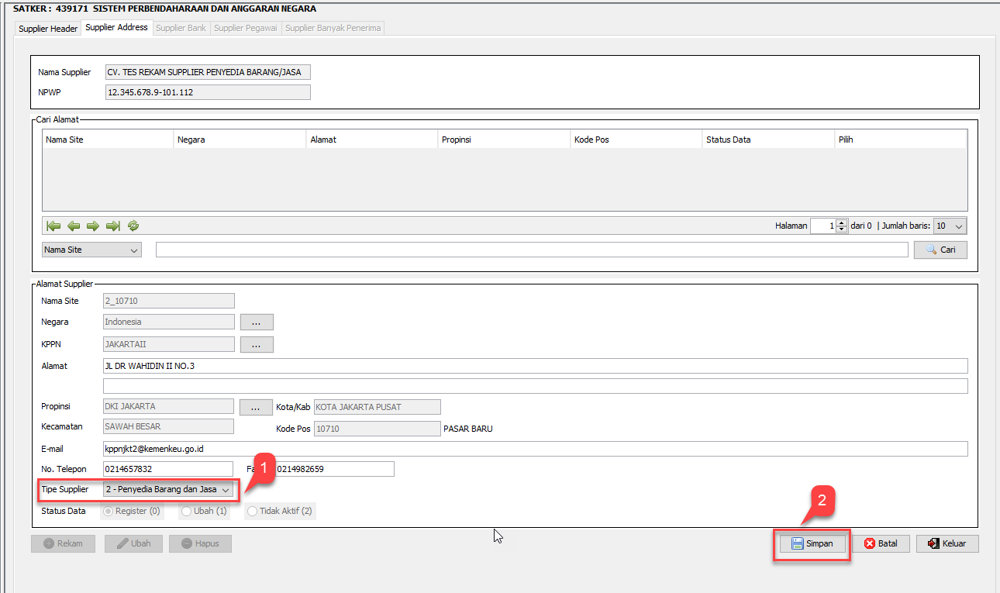 SATKER : 439171 SISTEM PERBENDAHARAAN DAN ANGGARAN NEGARA
Supplier Header Supplier Address Supplier Bank Supplier Pegawai Supplier Banyak Penerima
Nama Supplier CV. TES REKAM SUPPLIER PENYEDIA BARANG/JASA
NPWP 12.345.678.9-101.112
Cari Alamat
Nama Site Negara Alamat Propinsi Kode Pos Status Data Pilih
Halaman 1 dari 0 | Jumlah baris: 10
Nama Site Cari
Alamat Supplier
Nama Site 2_10710
Negara Indonesia ...
KPPN JAKARTAII ...
Alamat JL DR WAHIDIN II NO.3
Propinsi DKI JAKARTA ... Kota/Kab KOTA JAKARTA PUSAT
Kecamatan SAWAH BESAR Kode Pos 10710 PASAR BARU
E-mail kppnjkt2@kemenkeu.go.id
No. Telepon 0214657832 0214982659
1
Tipe Supplier 2 - Penyedia Barang dan Jasa
2
Status Data Register (0) Ubah (1) Tidak Aktif (2)
Rekam Ubah Hapus Simpan Batal Keluar